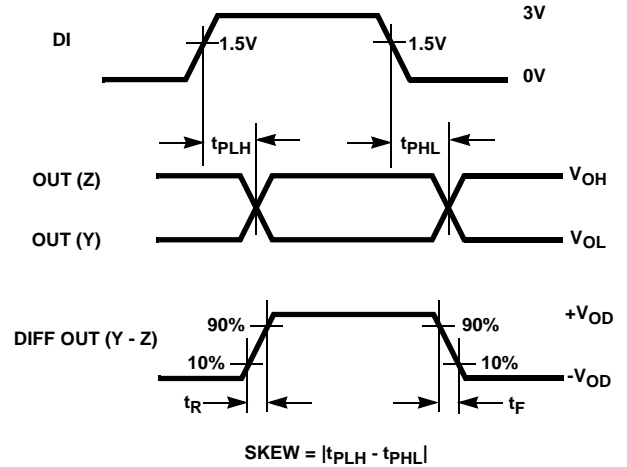 3V
DI
1.5V
1.5V
0V
tPLH
tPHL
OUT (Z)
VOH
OUT (Y)
VOL
+VOD
90%
90%
DIFF OUT (Y - Z)
10%
10%
-VOD
tR
tF
SKEW = |tPLH - tPHL|